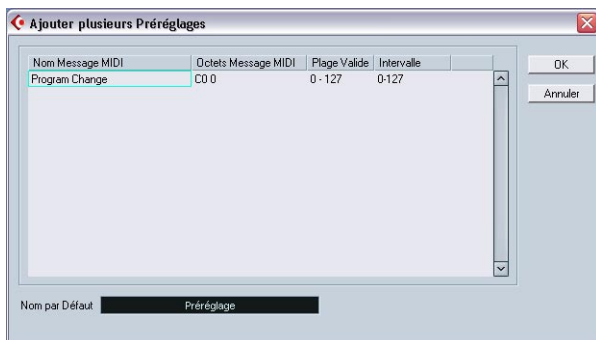 Ajouter plusieurs Préréglages
Nom Message MIDI Octets Message MIDI Plage Valide Intervalle
Program Change C0 0 0 - 127 0-127
OK
Annuler
Nom par Défaut Préréglage